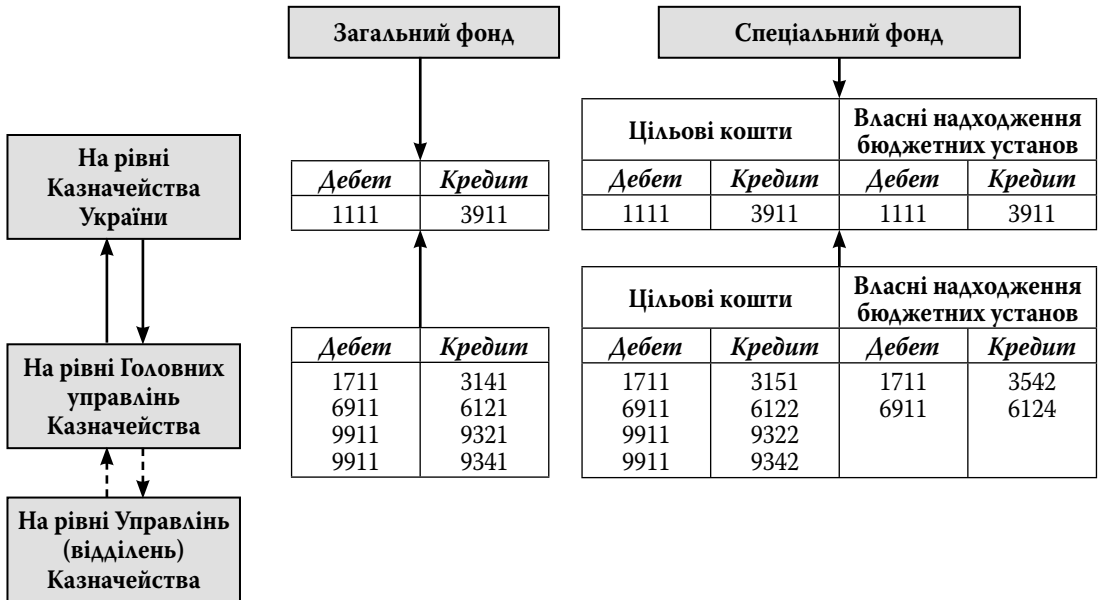 Загальний фонд
Спеціальний фонд
На рівні
Казначейства
України
Дебет Кредит
1111 3911
Цільові кошти
Власні надходження
бюджетних установ
Дебет Кредит Дебет Кредит
1111 3911 1111 3911
На рівні Головних
управлінь
Казначейства
Дебет Кредит
1711 3141
6911 6121
9911 9321
9911 9341
Цільові кошти
Власні надходження
бюджетних установ
Дебет Кредит Дебет Кредит
1711 3151 1711 3542
6911 6122 6911 6124
9911 9322
9911 9342
На рівні Управлінь
(відділень)
Казначейства